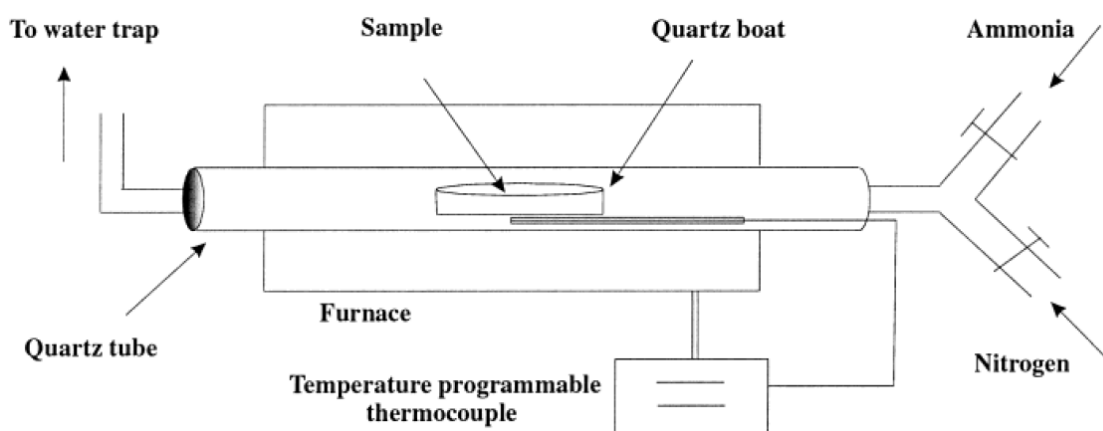 To water trap
Sample
Quartz boat
Ammonia
Furnace
Quartz tube
Nitrogen
Temperature programmable
thermocouple